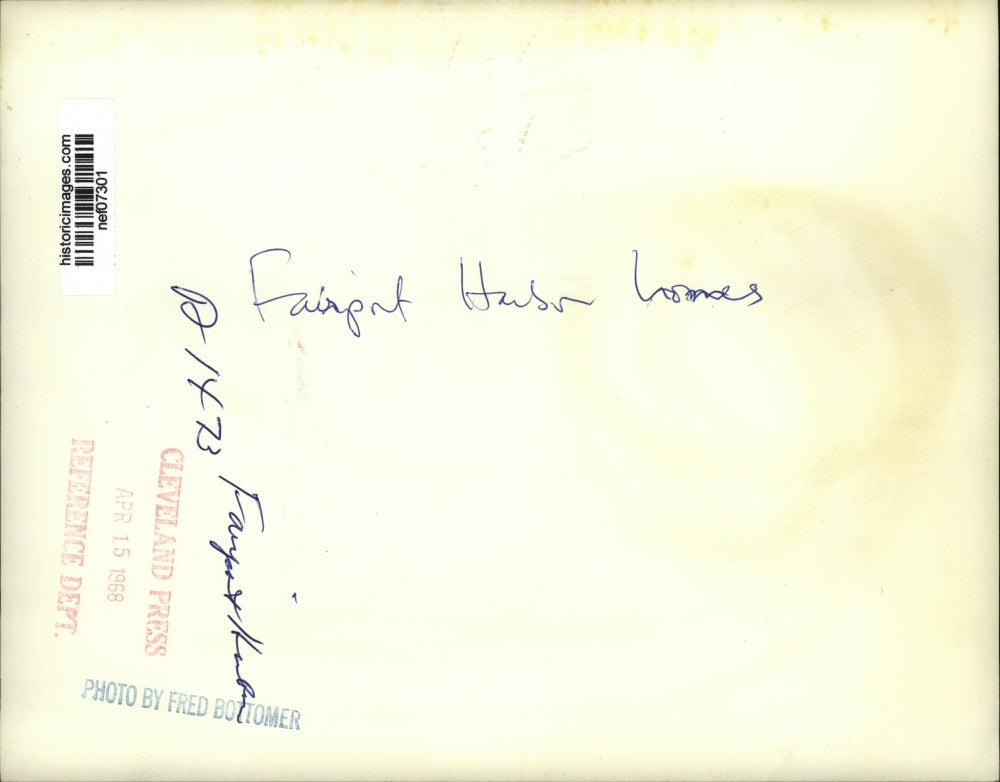 historicimages.com
nef07301
Fairport Harbor homes
1473 Fairport Harbor
CLEVELAND PRESS
APR 15 1968
REFERENCE DEPT.
PHOTO BY FRED BOTTOMER